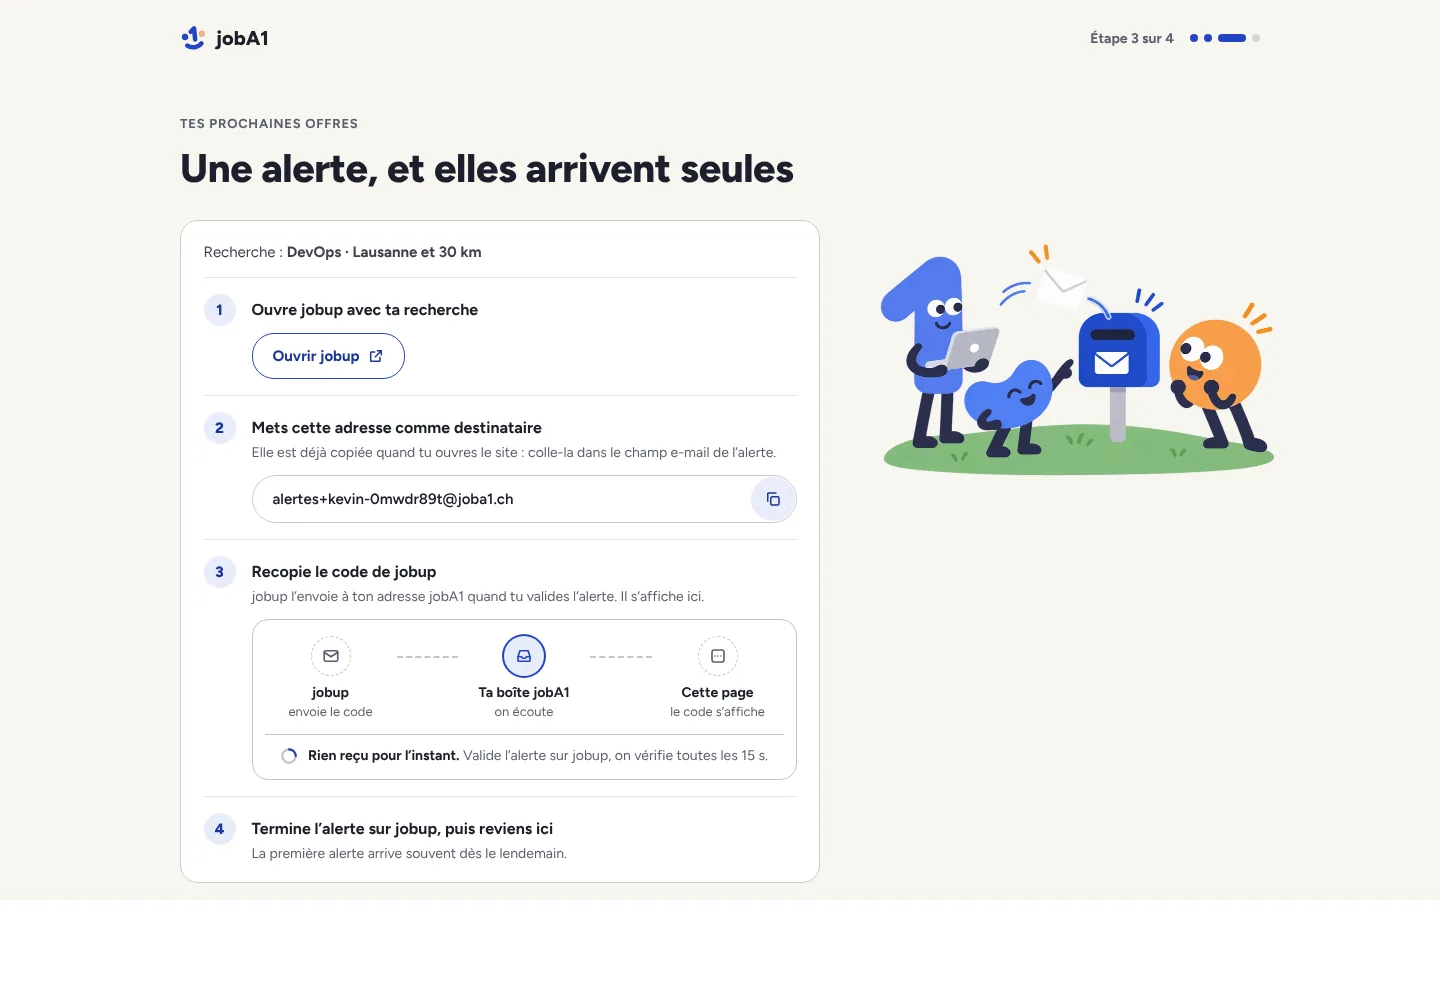 jobA1
Étape 3 sur 4
TES PROCHAINES OFFRES
Une alerte, et elles arrivent seules
Recherche : DevOps · Lausanne et 30 km
1
Ouvre jobup avec ta recherche
Ouvrir jobup
2
Mets cette adresse comme destinataire
Elle est déjà copiée quand tu ouvres le site : colle-la dans le champ e-mail de l’alerte.
alertes+kevin-0mwdr89t@joba1.ch
3
Recopie le code de jobup
jobup l’envoie à ton adresse jobA1 quand tu valides l’alerte. Il s’affiche ici.
jobup
envoie le code
Ta boîte jobA1
on écoute
Cette page
le code s’affiche
Rien reçu pour l’instant. Valide l’alerte sur jobup, on vérifie toutes les 15 s.
4
Termine l’alerte sur jobup, puis reviens ici
La première alerte arrive souvent dès le lendemain.